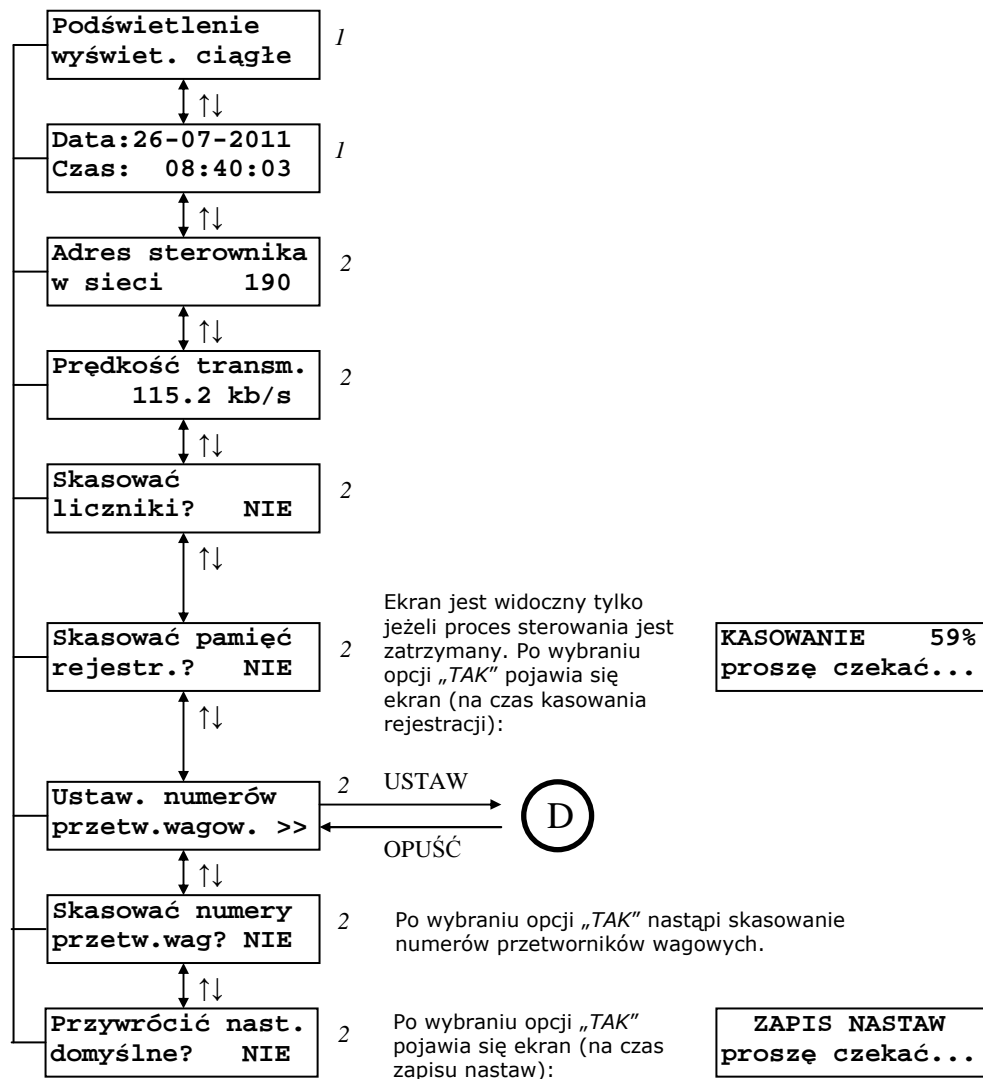 Podświetlenie
wyświet. ciągłe
1
↑↓
Data:26-07-2011
Czas: 08:40:03
1
↑↓
Adres sterownika
w sieci 190
2
↑↓
Prędkość transm.
115.2 kb/s
2
↑↓
Skasować
liczniki? NIE
2
↑↓
Skasować pamięć
rejestr.? NIE
2
Ekran jest widoczny tylko
jeżeli proces sterowania jest
zatrzymany. Po wybraniu
opcji „TAK” pojawia się
ekran (na czas kasowania
rejestracji):
KASOWANIE 59%
proszę czekać...
↑↓
Ustaw. numerów
przetw.wagow. >>
2
USTAW
OPUŚĆ
D
↑↓
Skasować numery
przetw.wag? NIE
2
Po wybraniu opcji „TAK” nastąpi skasowanie
numerów przetworników wagowych.
↑↓
Przywrócić nast.
domyślne? NIE
2
Po wybraniu opcji „TAK”
pojawia się ekran (na czas
zapisu nastaw):
ZAPIS NASTAW
proszę czekać...